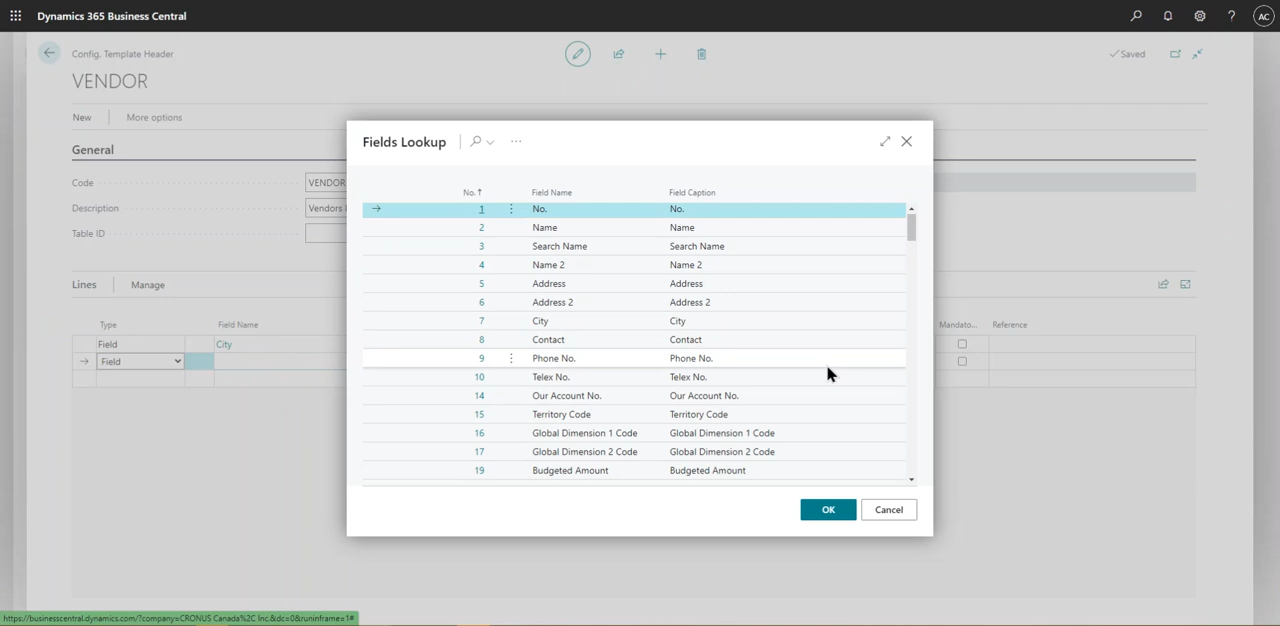 Dynamics 365 Business Central
?
AC
Config. Template Header
✓Saved
VENDOR
New
More options
General
Code
VENDOR
Description
Vendors
Table ID
Lines
Manage
Type
Field Name
Mandato...
Reference
Field
City
Field
Fields Lookup
No.↑
Field Name
Field Caption
1 No. No.
2 Name Name
3 Search Name Search Name
4 Name 2 Name 2
5 Address Address
6 Address 2 Address 2
7 City City
8 Contact Contact
9 Phone No. Phone No.
10 Telex No. Telex No.
14 Our Account No. Our Account No.
15 Territory Code Territory Code
16 Global Dimension 1 Code Global Dimension 1 Code
17 Global Dimension 2 Code Global Dimension 2 Code
19 Budgeted Amount Budgeted Amount
OK
Cancel
https://businesscentral.dynamics.com/?company=CRONUS Canada%2C Inc.&dc=0&runinframe=1#